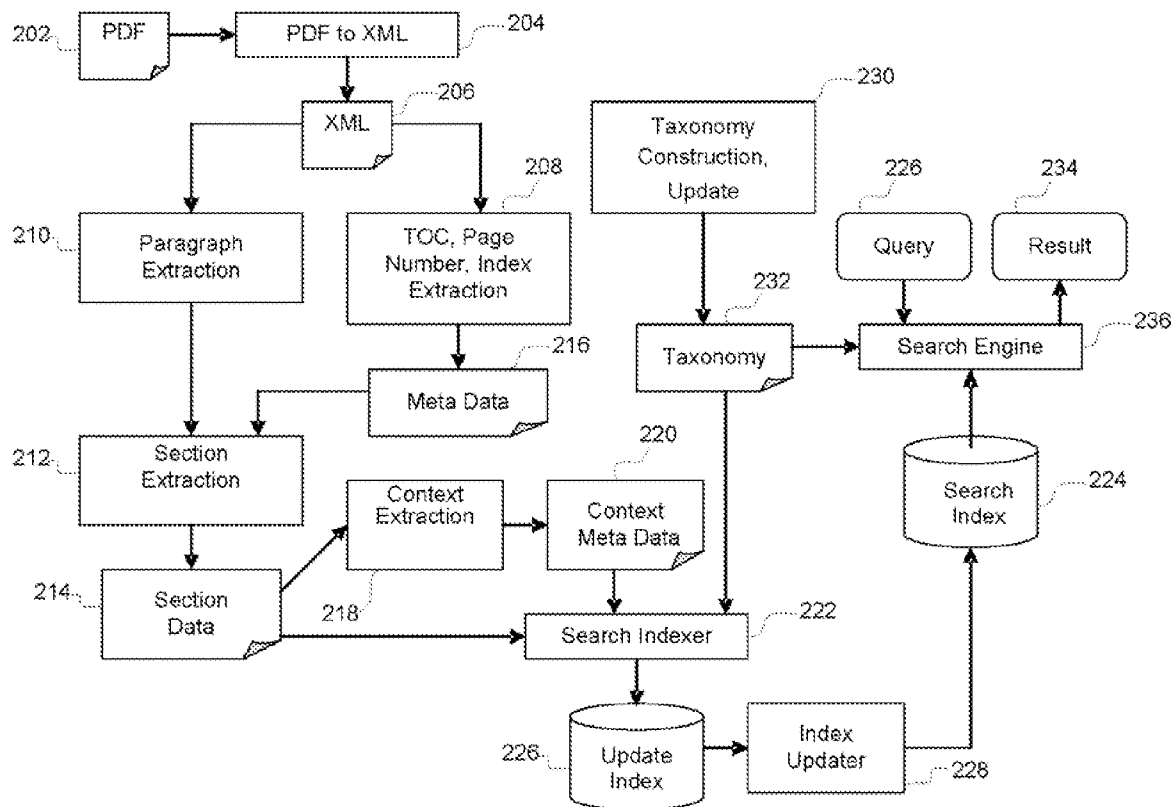 202
PDF
PDF to XML
204
206
XML
230
Taxonomy
Construction,
Update
208
226
234
210
Paragraph
Extraction
TOC, Page
Number, Index
Extraction
Query
Result
232
216
Taxonomy
Search Engine
236
Meta Data
212
Section
Extraction
220
Context
Extraction
Context
Meta Data
Search
Index
224
214
Section
Data
218
Search Indexer
222
226
Update
Index
Index
Updater
228